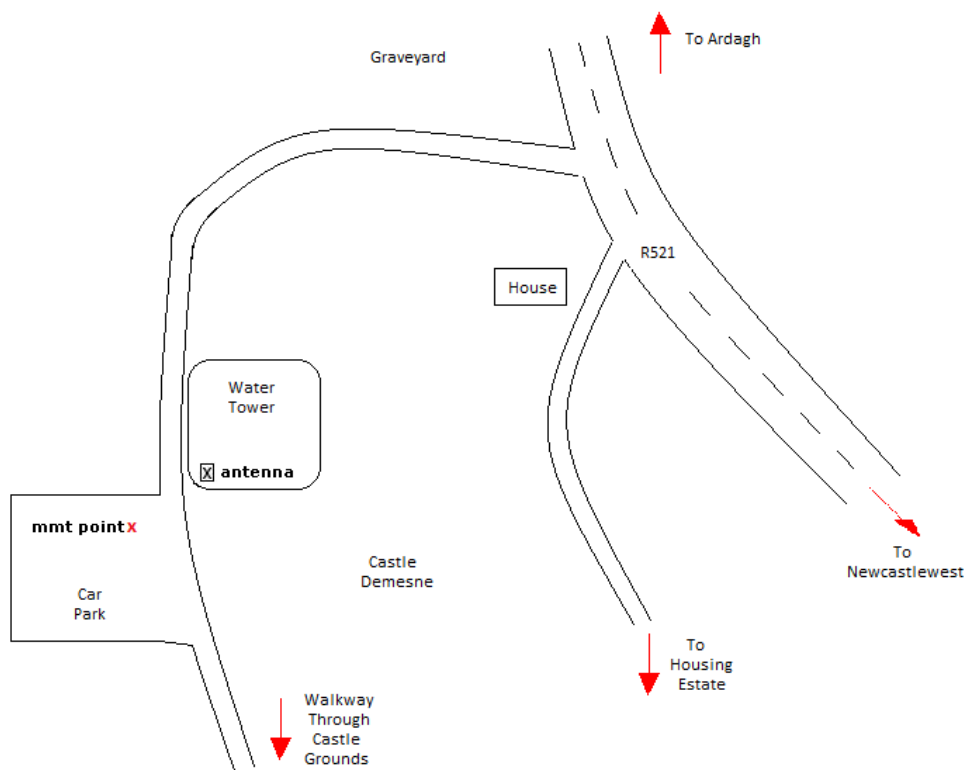 To Ardagh
Graveyard
R521
House
Water
Tower
X antenna
mmt point x
Car
Park
Castle
Demesne
To
Newcastlewest
To
Housing
Estate
Walkway
Through
Castle
Grounds